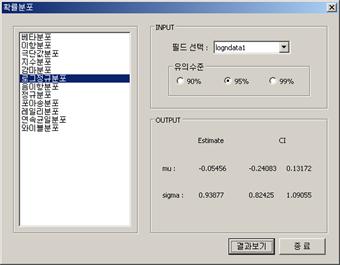 확률분포
베타분포
이항분포
극단값분포
지수분포
감마분포
로그정규분포
음이항분포
정규분포
포아송분포
레일리분포
연속균일분포
와이블분포
INPUT
필드 선택 : logndata1
유의수준
90% 95% 99%
OUTPUT
Estimate CI
mu : -0.05456 -0.24083 0.13172
sigma : 0.93877 0.82425 1.09055
결과보기 종 료